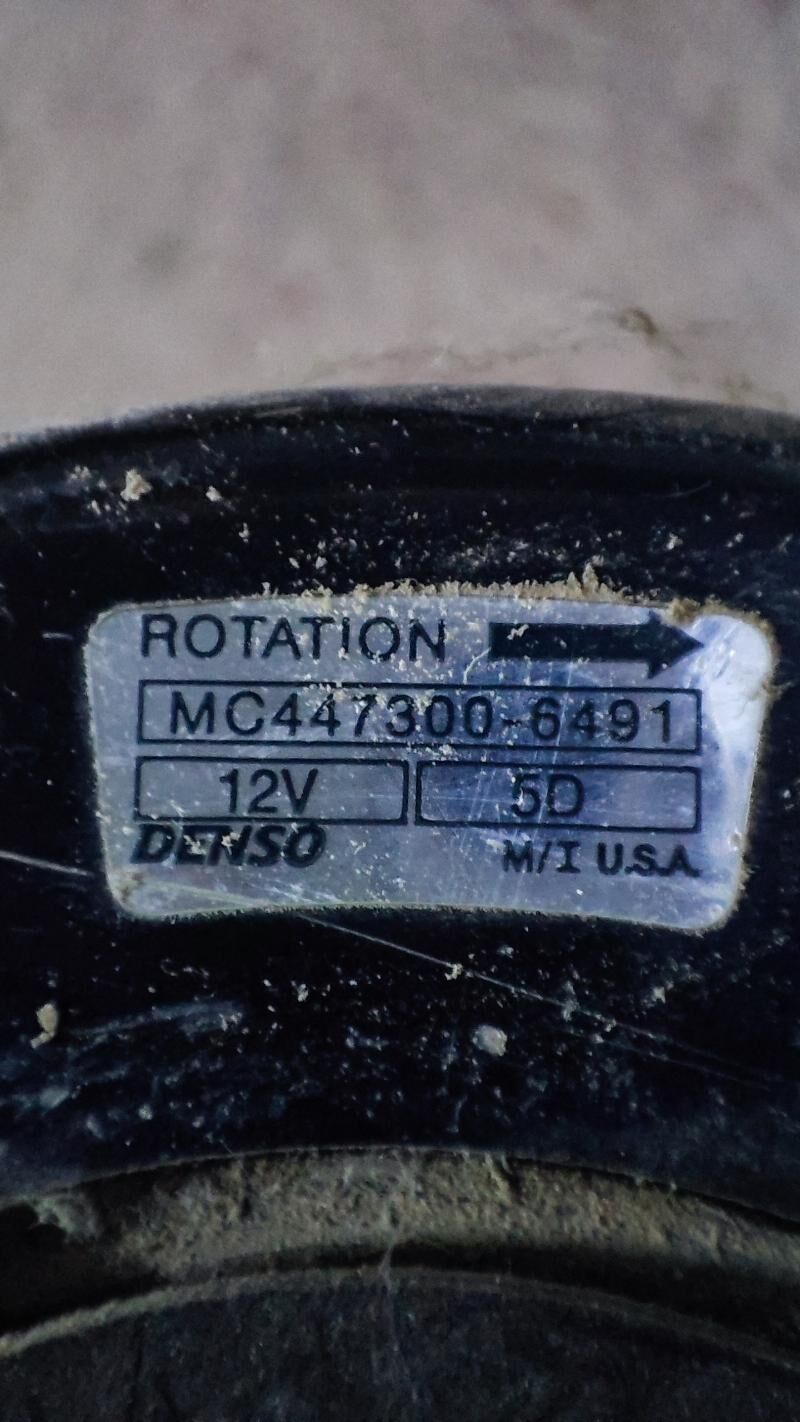 ROTATION
MC447300-6491
12V 5D
DENSO M/I U.S.A.